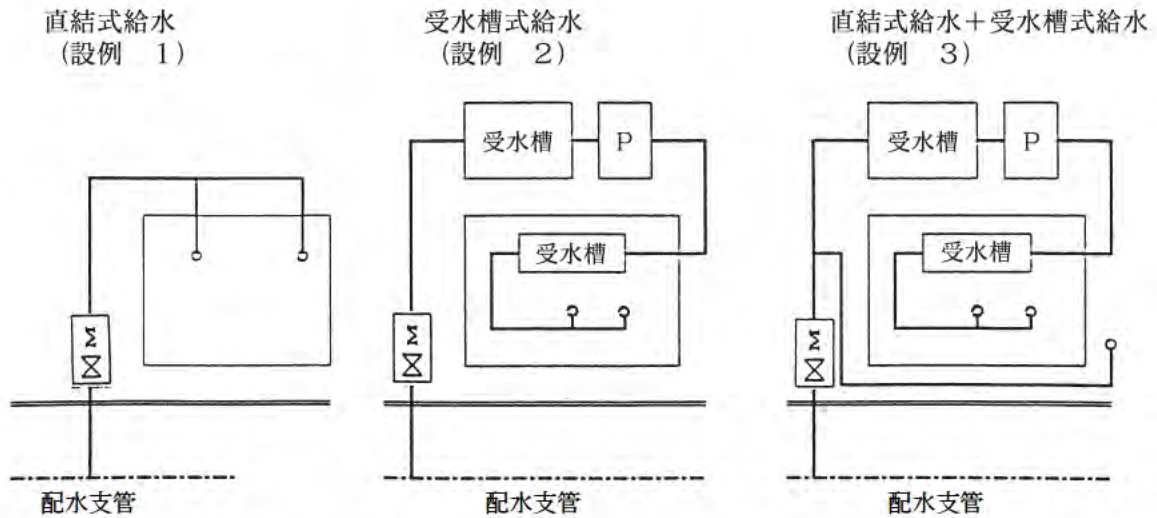 直結式給水
(設例 1)
受水槽式給水
(設例 2)
直結式給水+受水槽式給水
(設例 3)
受水槽
P
受水槽
M
受水槽
P
受水槽
M
M
配水支管
配水支管
配水支管